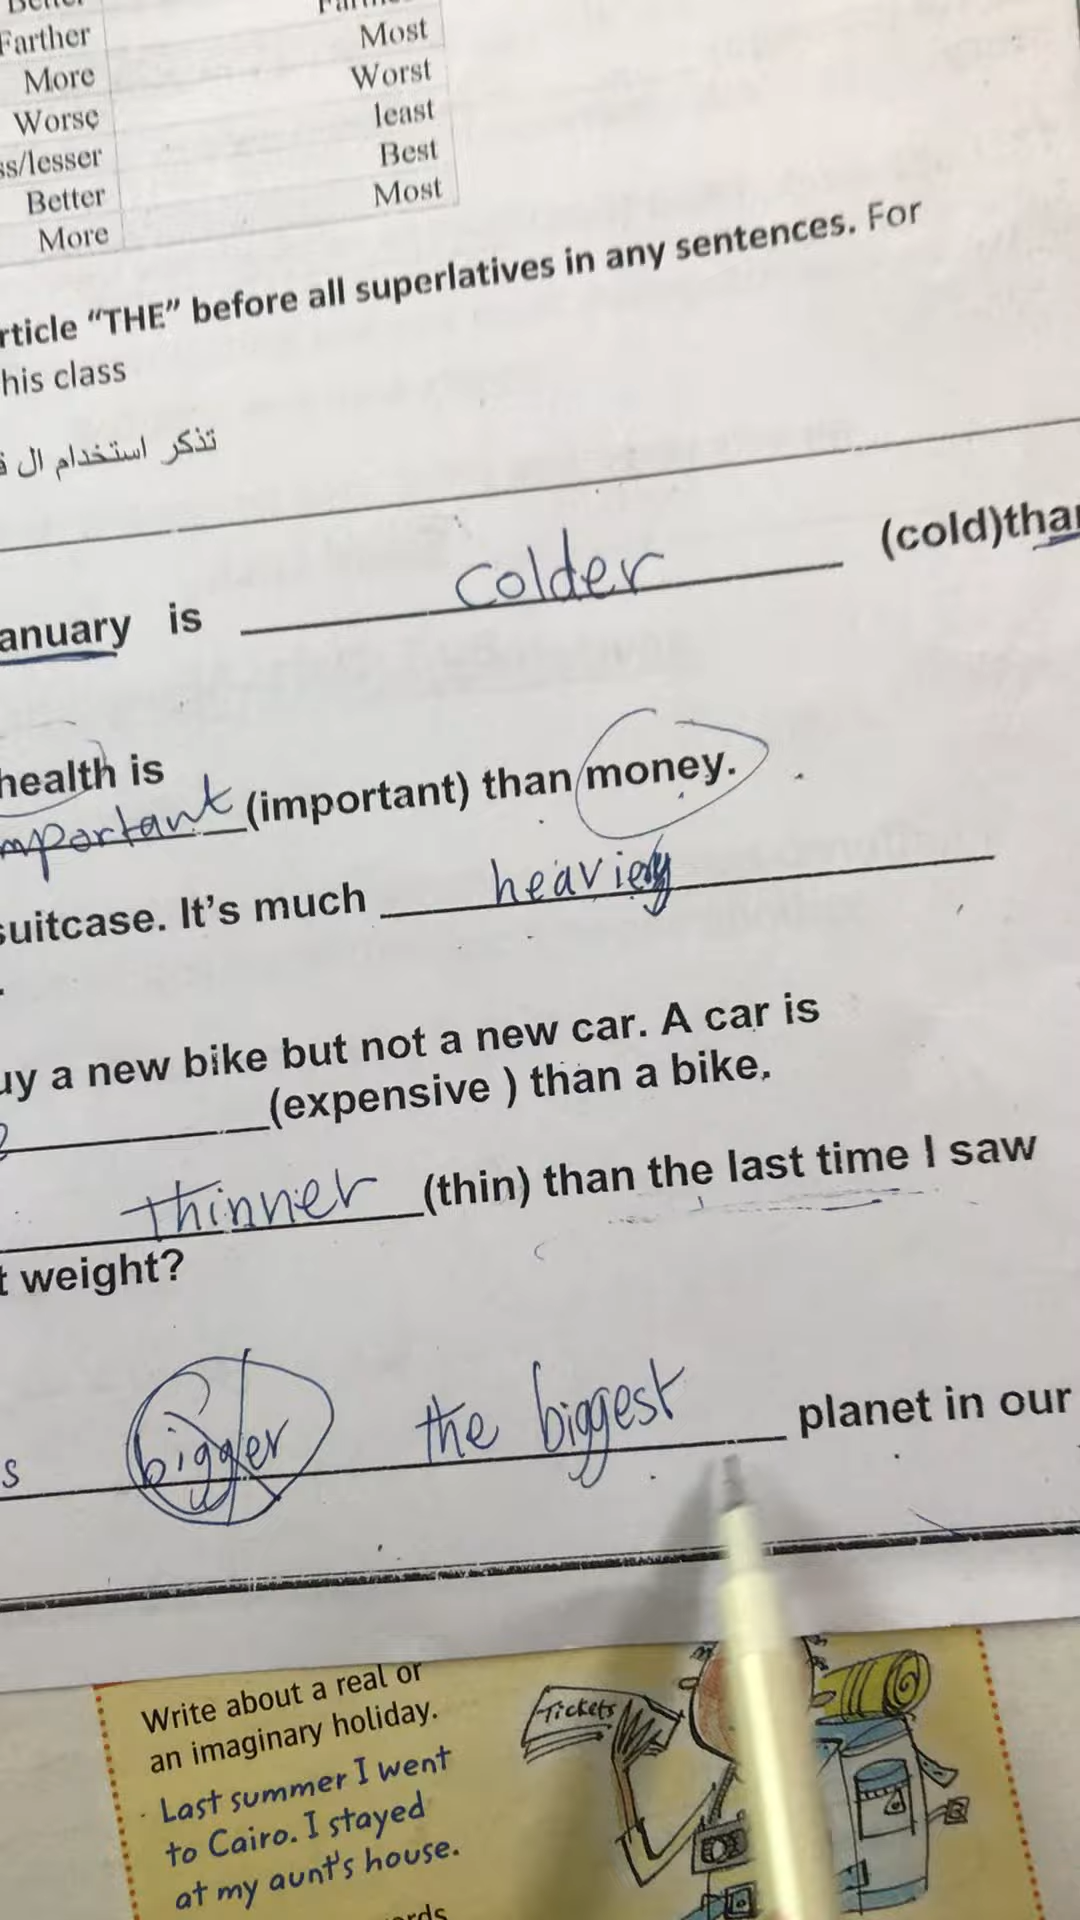 Better
Farther Most
More Worst
Worse least
ss/lesser Best
Better Most
More
rticle “THE” before all superlatives in any sentences. For
his class
تذكر استخدام ال
anuary is colder (cold)than
health is
mportant (important) than money.
suitcase. It’s much heavier
uy a new bike but not a new car. A car is
(expensive ) than a bike.
thinner (thin) than the last time I saw
t weight?
s bigger the biggest planet in our
Write about a real or
an imaginary holiday.
Tickets
Last summer I went
to Cairo. I stayed
at my aunt's house.